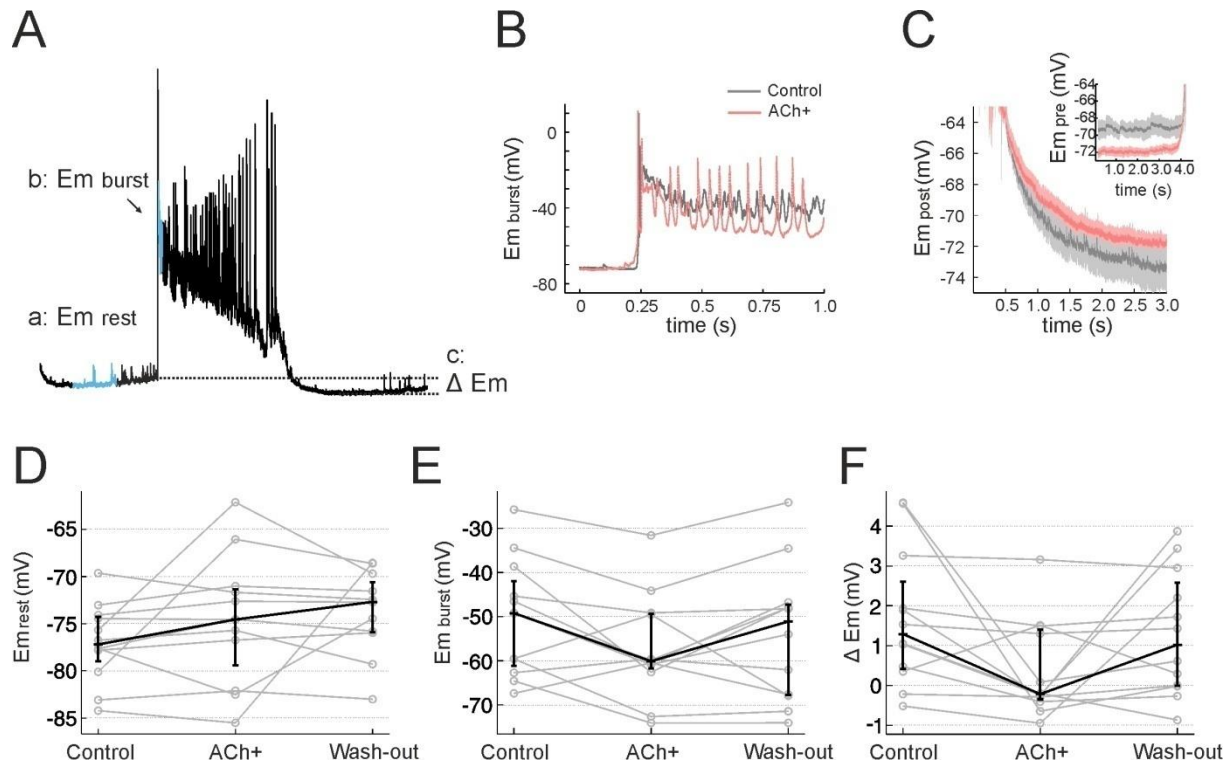 A
b: Em burst
a: Em rest
c:
Δ Em
B
Control
ACh+
Em burst (mV)
0
-40
-80
0 0.25 0.5 0.75 1.0
time (s)
C
Em post (mV)
-64
-66
-68
-70
-72
-74
0.5 1.0 1.5 2.0 2.5 3.0
time (s)
Em pre (mV)
-64
-66
-68
-70
-72
1.0 2.0 3.0 4.0
time (s)
D
Em rest (mV)
-65
-70
-75
-80
-85
Control ACh+ Wash-out
E
Em burst (mV)
-30
-40
-50
-60
-70
Control ACh+ Wash-out
F
Δ Em (mV)
4
3
2
1
0
-1
Control ACh+ Wash-out